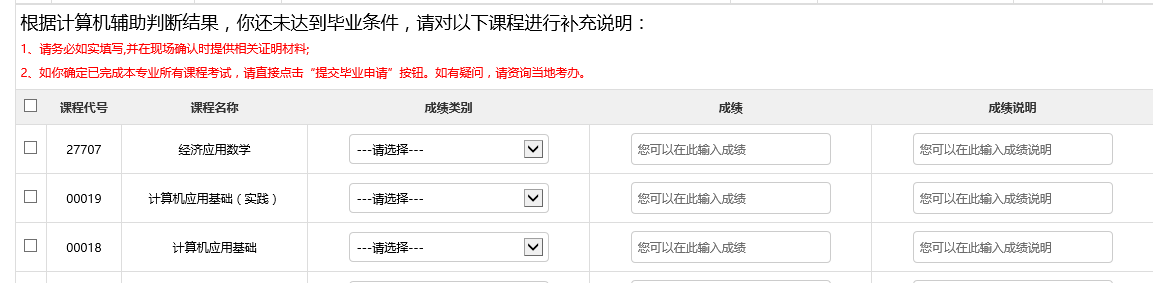 根据计算机辅助判断结果，你还未达到毕业条件，请对以下课程进行补充说明：
1、请务必如实填写,并在现场确认时提供相关证明材料;
2、如你确定已完成本专业所有课程考试，请直接点击“提交毕业申请”按钮。如有疑问，请资询当地考办。
课程代号 课程名称 成绩类别 成绩 成绩说明
27707 经济应用数学 ---请选择--- 您可以在此输入成绩 您可以在此输入成绩说明
00019 计算机应用基础（实践） ---请选择--- 您可以在此输入成绩 您可以在此输入成绩说明
00018 计算机应用基础 ---请选择--- 您可以在此输入成绩 您可以在此输入成绩说明